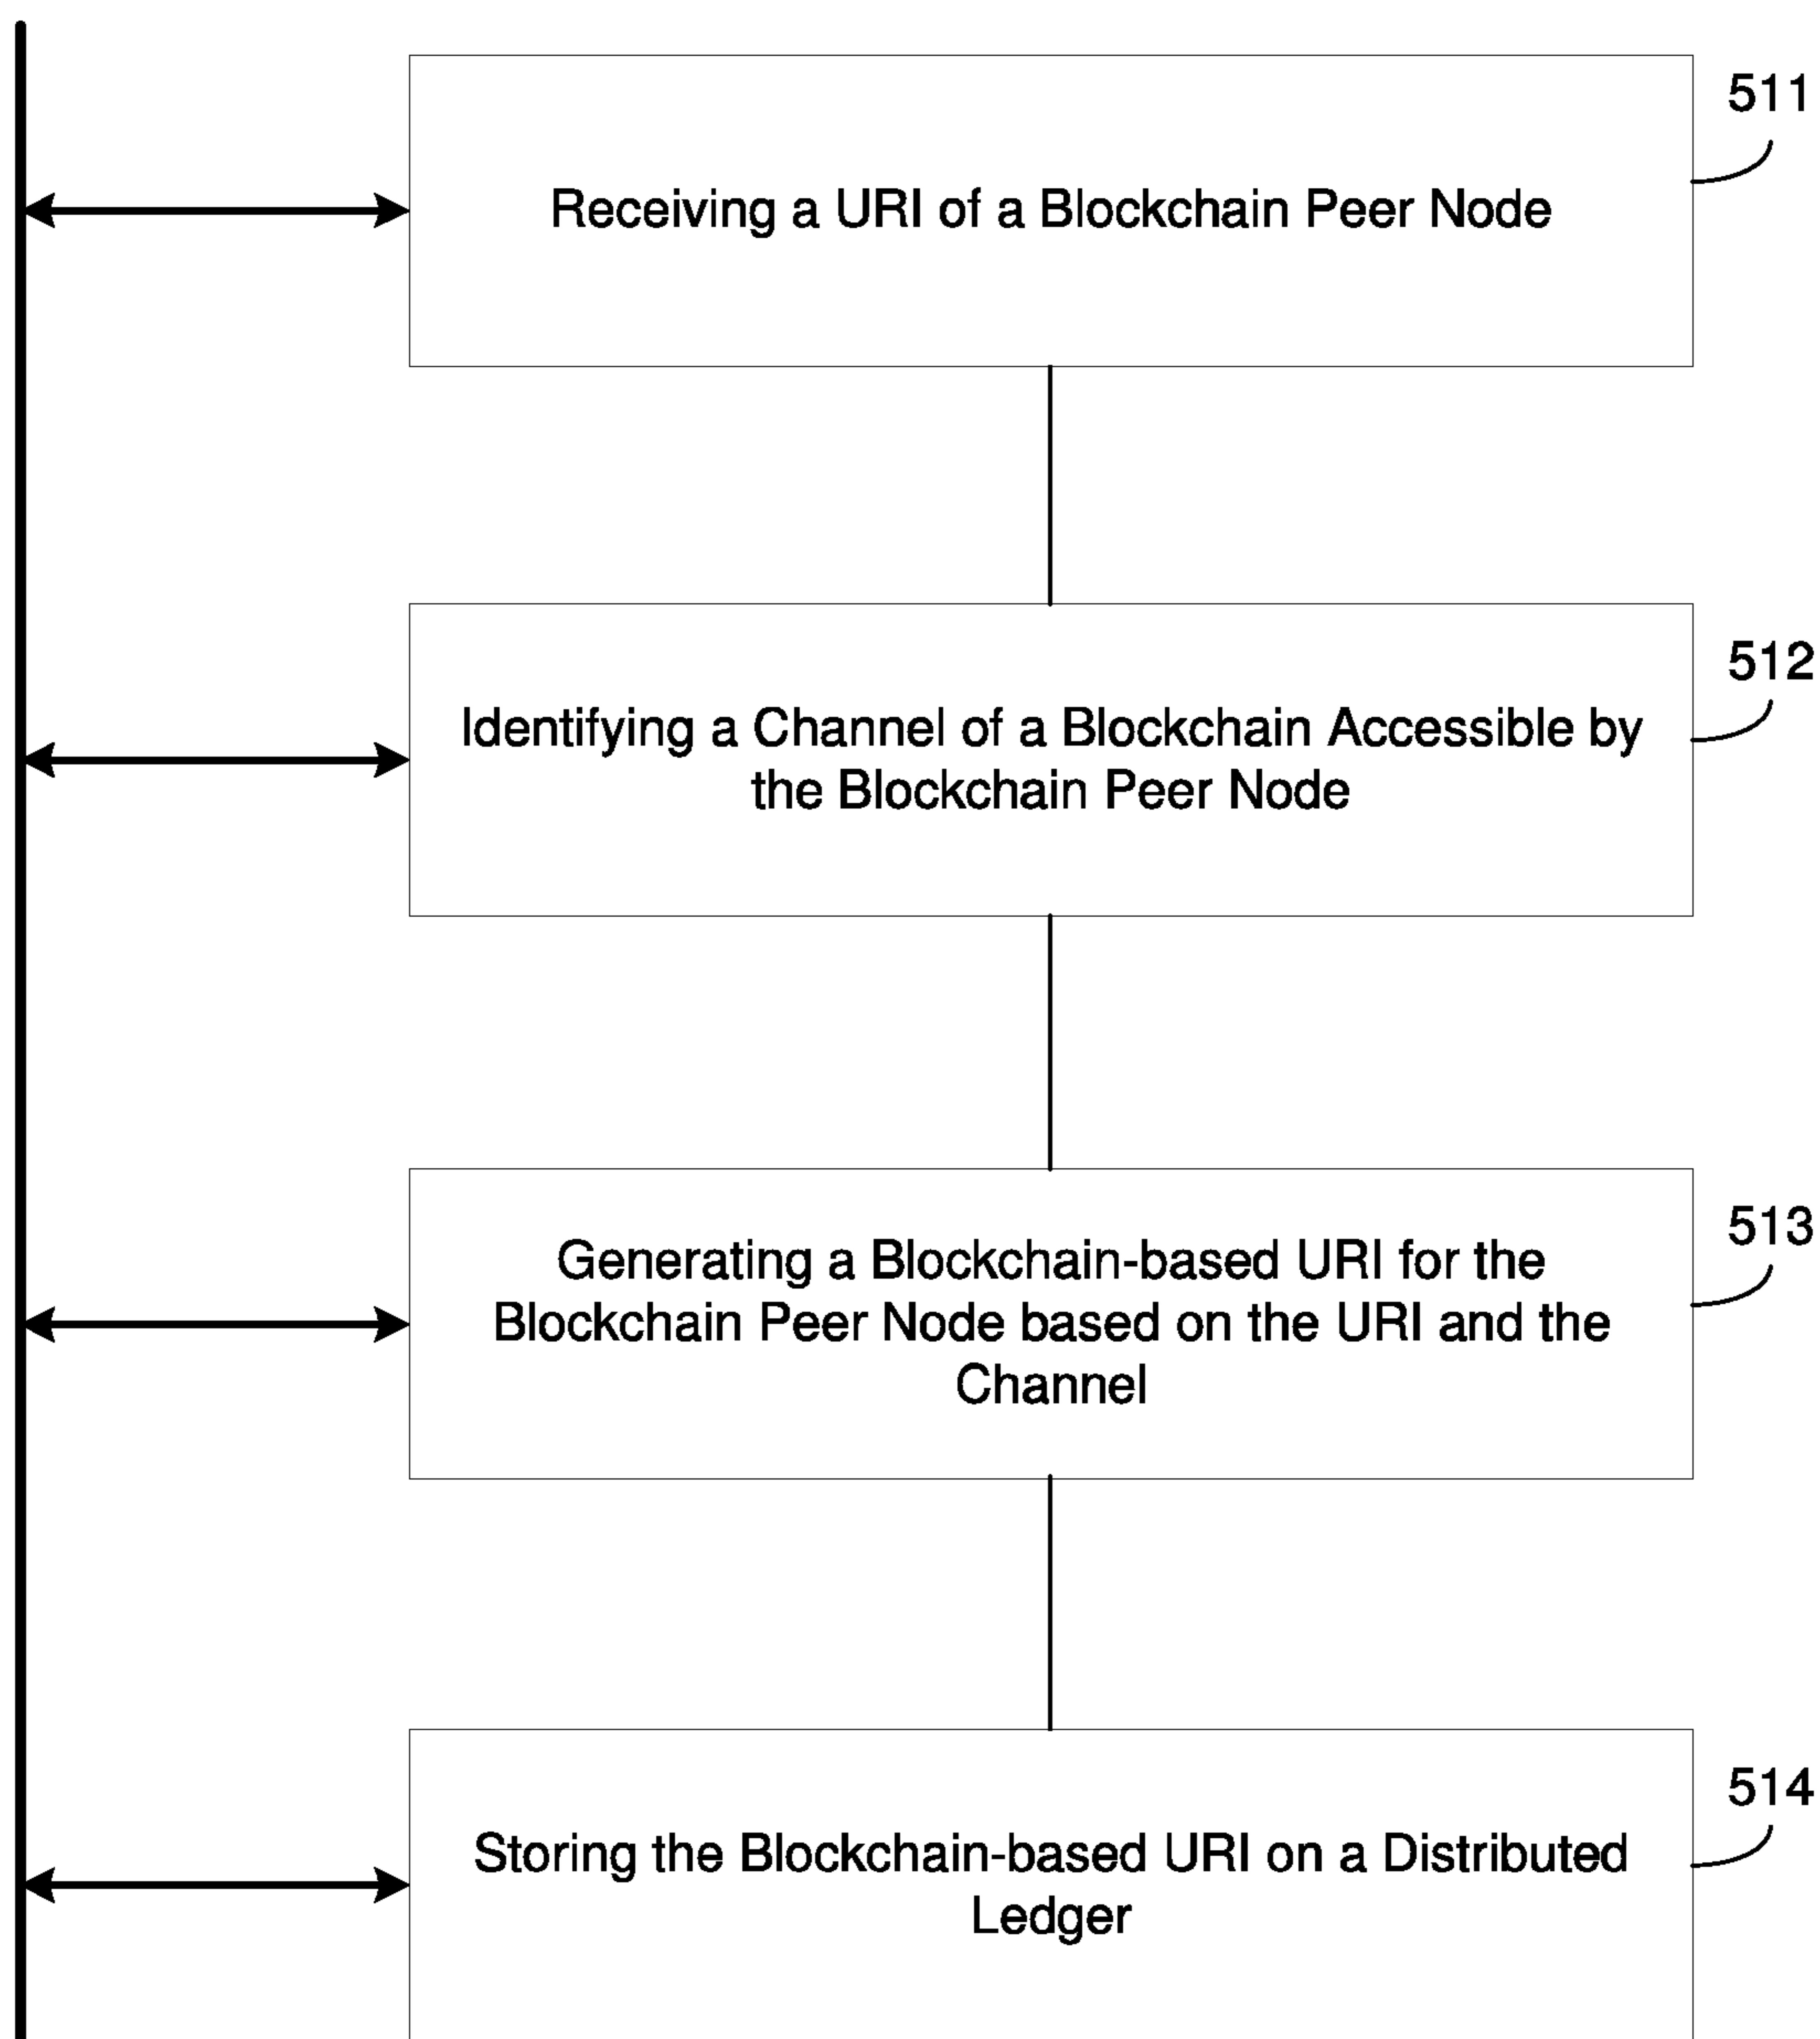 511
Receiving a URI of a Blockchain Peer Node
512
Identifying a Channel of a Blockchain Accessible by
the Blockchain Peer Node
513
Generating a Blockchain-based URI for the
Blockchain Peer Node based on the URI and the
Channel
514
Storing the Blockchain-based URI on a Distributed
Ledger